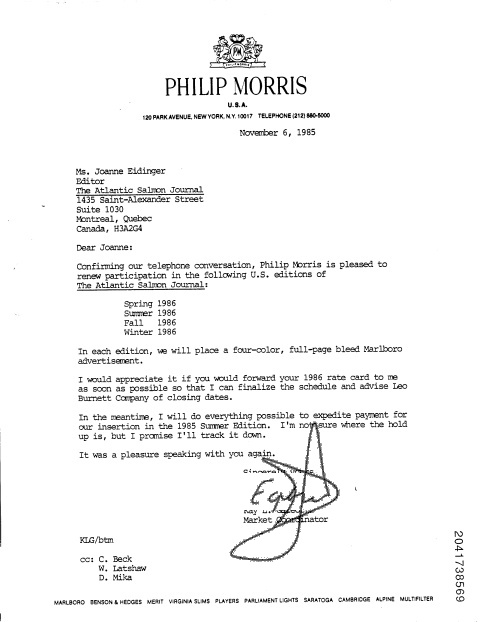 PM
PHILIP MORRIS
U.S.A.
120 PARK AVENUE, NEW YORK, N.Y. 10017 TELEPHONE (212) 880-5000
November 6, 1985
Ms. Joanne Eidinger
Editor
The Atlantic Salmon Journal
1435 Saint-Alexander Street
Suite 1030
Montreal, Quebec
Canada, H3A2G4
Dear Joanne:
Confirming our telephone conversation, Philip Morris is pleased to
renew participation in the following U.S. editions of
The Atlantic Salmon Journal:
Spring 1986
Summer 1986
Fall 1986
Winter 1986
In each edition, we will place a four-color, full-page bleed Marlboro
advertisement.
I would appreciate it if you would forward your 1986 rate card to me
as soon as possible so that I can finalize the schedule and advise Leo
Burnett Company of closing dates.
In the meantime, I will do everything possible to expedite payment for
our insertion in the 1985 Summer Edition. I'm not sure where the hold
up is, but I promise I'll track it down.
It was a pleasure speaking with you again.
Market Coordinator
KLG/btm
cc: C. Beck
W. Latshaw
D. Mika
MARLBORO BENSON & HEDGES MERIT VIRGINIA SLIMS PLAYERS PARLIAMENT LIGHTS SARATOGA CAMBRIDGE ALPINE MULTIFILTER
2041738569